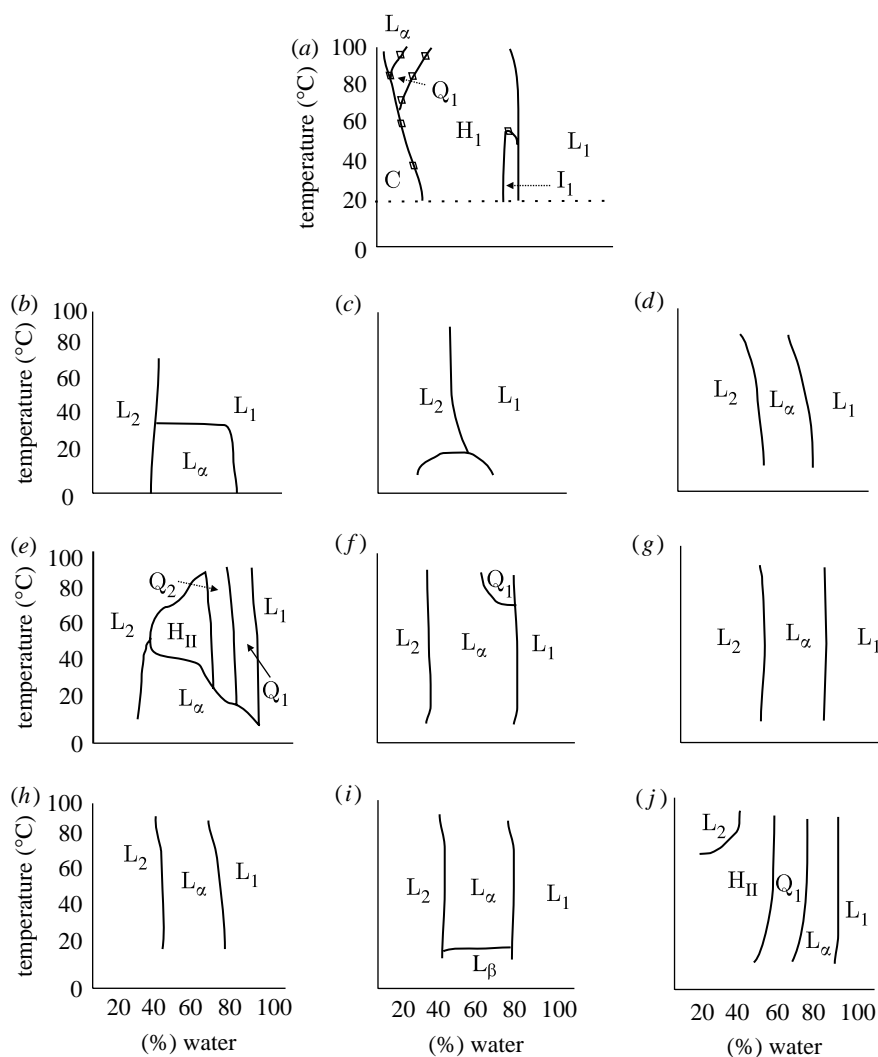 (a)
L_α
100
80
60
40
20
0
temperature (°C)
Q_1
H_1
C
L_1
I_1
(b)
100
80
60
40
20
0
temperature (°C)
L_2
L_1
L_α
(c)
L_2
L_1
(d)
L_2
L_α
L_1
(e)
100
80
60
40
20
0
temperature (°C)
Q_2
L_2
H_II
L_1
L_α
Q_1
(f)
Q_1
L_2
L_α
L_1
(g)
L_2
L_α
L_1
(h)
100
80
60
40
20
0
temperature (°C)
L_2
L_α
L_1
20 40 60 80 100
(%) water
(i)
L_2
L_α
L_1
L_β
20 40 60 80 100
(%) water
(j)
L_2
H_II
Q_1
L_1
L_α
20 40 60 80 100
(%) water